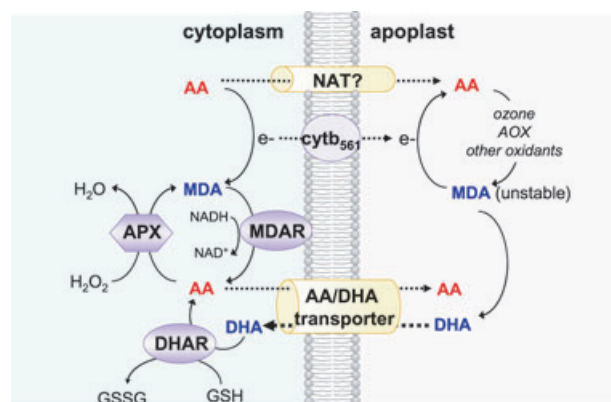 cytoplasm apoplast
AA NAT? AA
ozone
AOX
other oxidants
e- cytb561 e-
H2O MDA MDA (unstable)
NADH
APX MDAR
NAD+
H2O2 AA AA/DHA AA
transporter
DHA DHA
DHAR
GSSG GSH